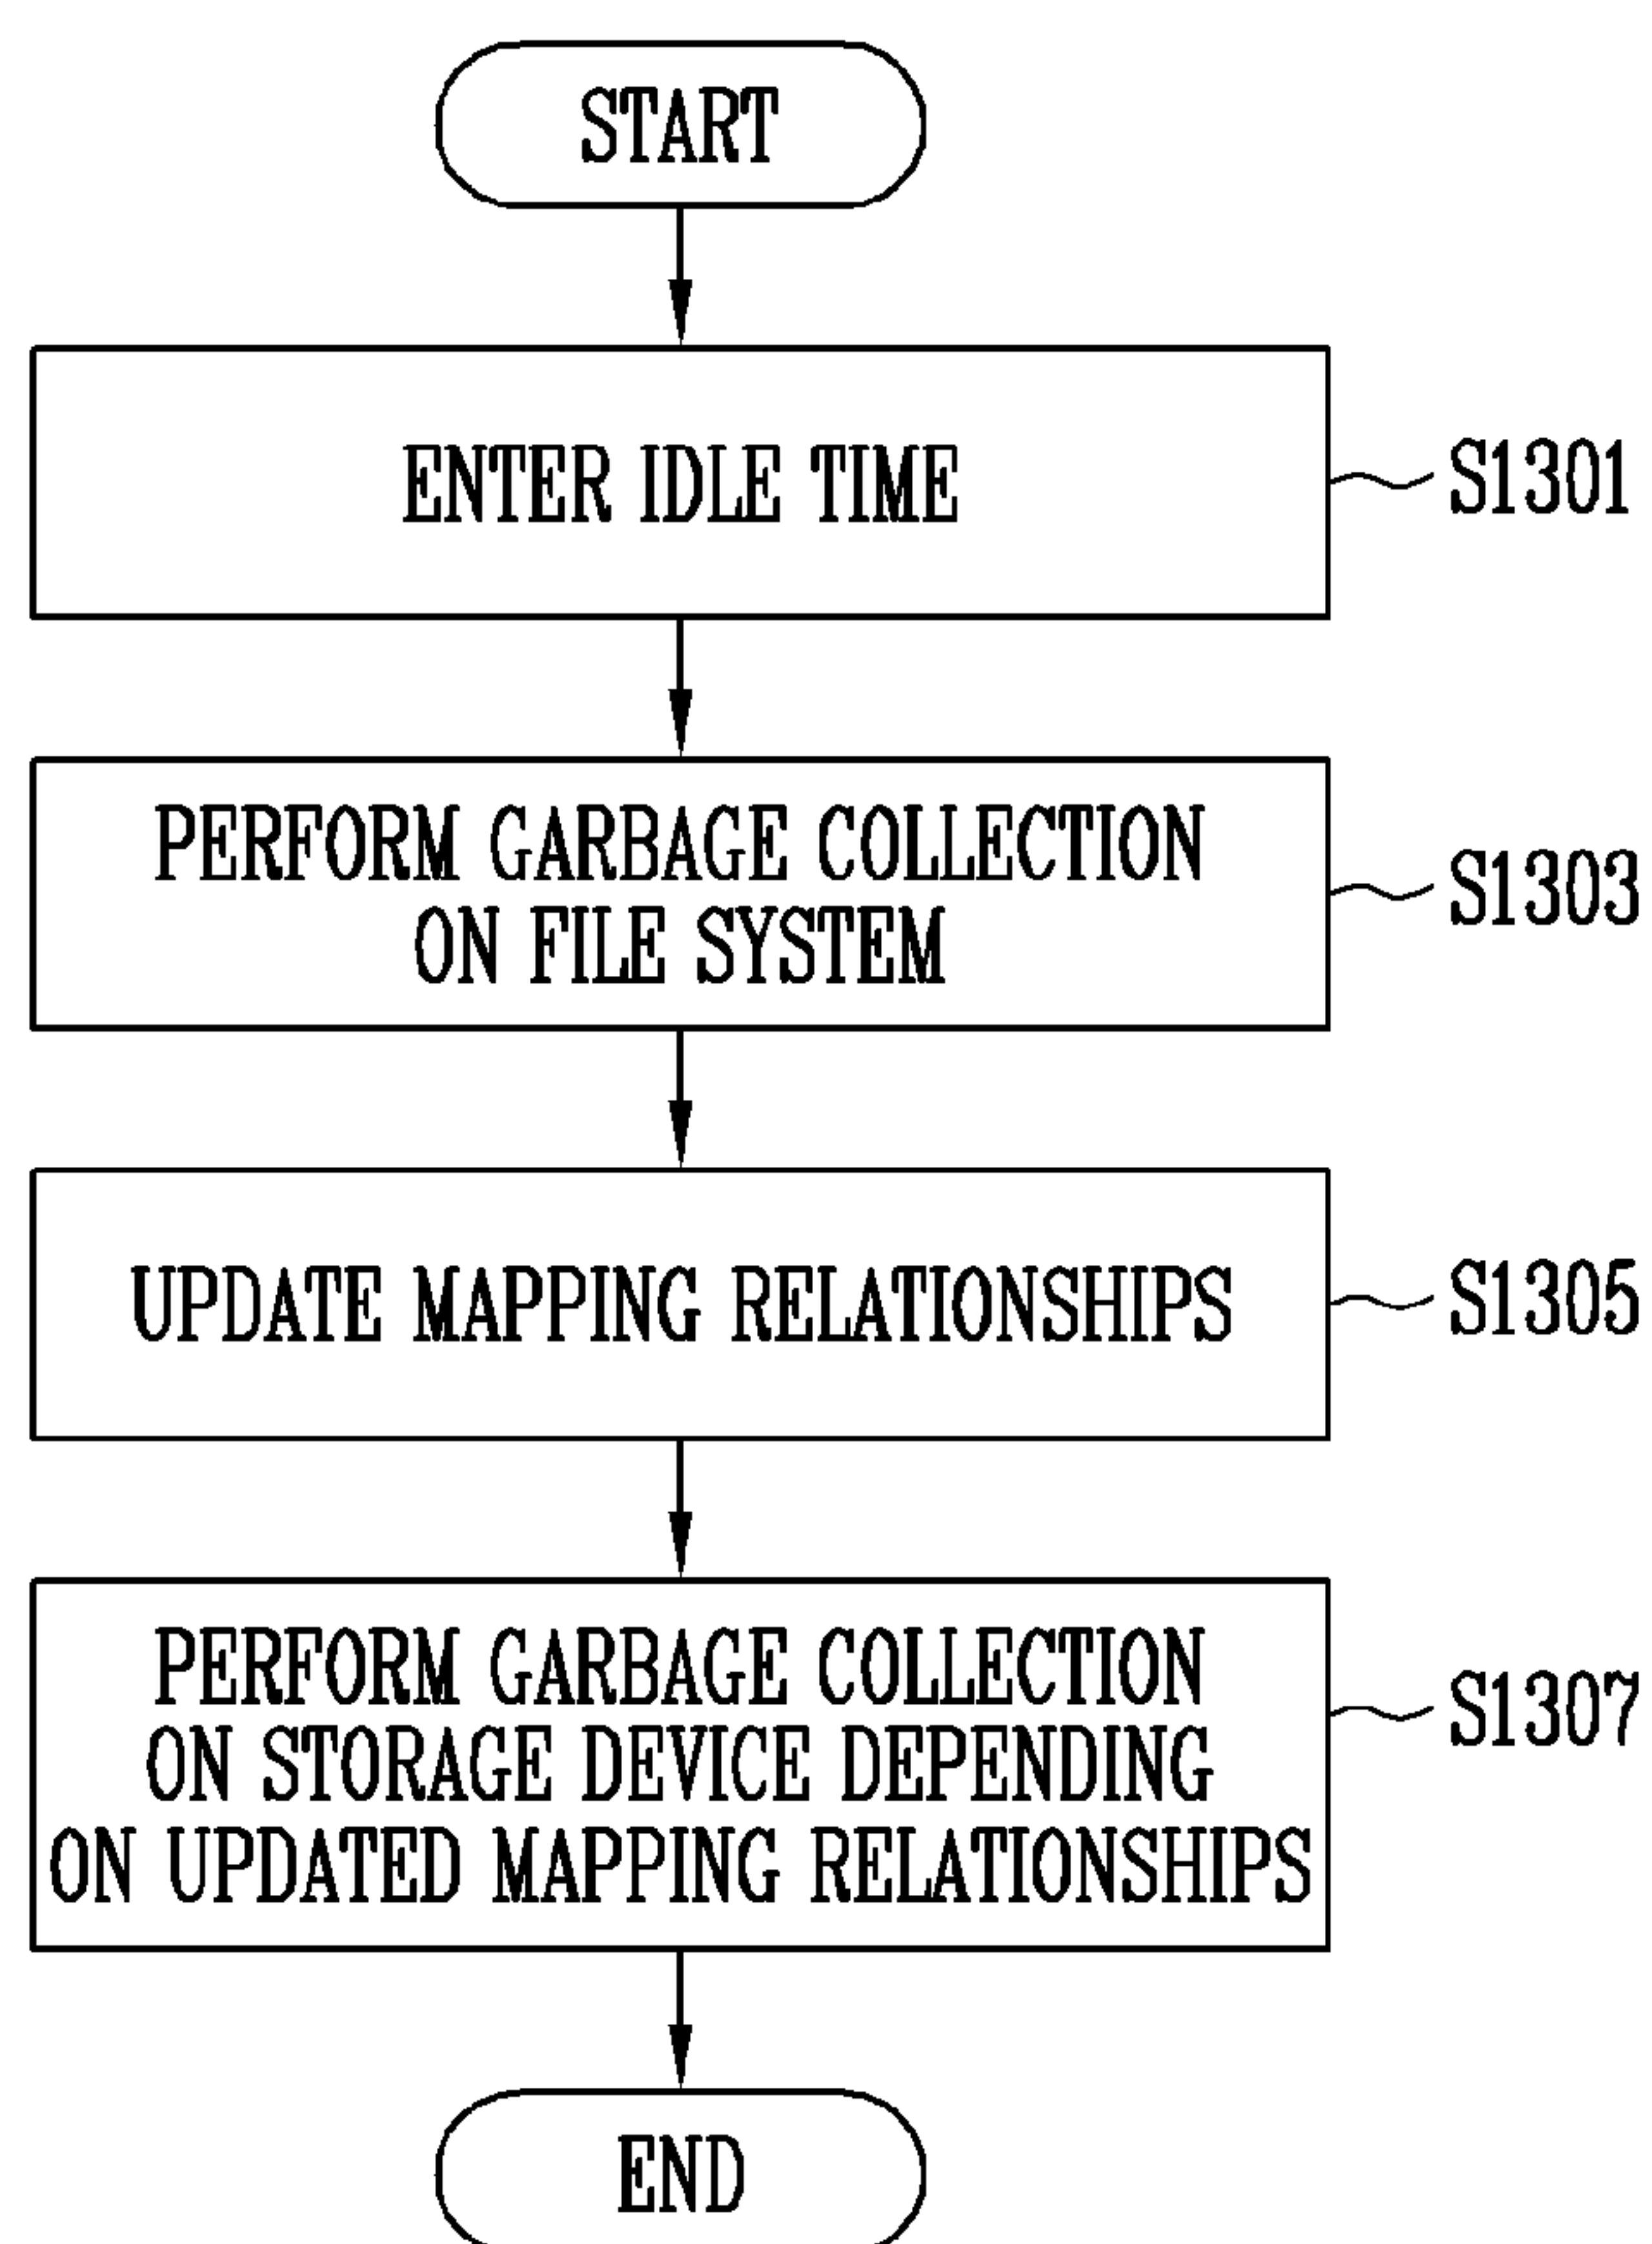 START
ENTER IDLE TIME
S1301
PERFORM GARBAGE COLLECTION
ON FILE SYSTEM
S1303
UPDATE MAPPING RELATIONSHIPS
S1305
PERFORM GARBAGE COLLECTION
ON STORAGE DEVICE DEPENDING
ON UPDATED MAPPING RELATIONSHIPS
S1307
END